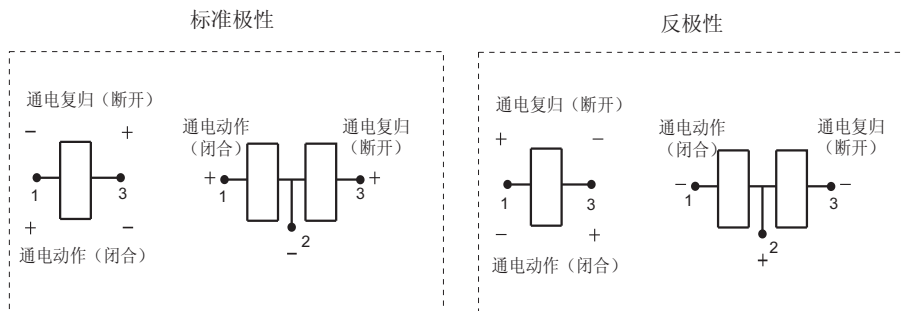 标准极性
通电复归（断开）
− +
1 3
+ −
通电动作（闭合）
通电动作
（闭合）
通电复归
（断开）
+ +
1 3
2
−
反极性
通电复归（断开）
+ −
1 3
− +
通电动作（闭合）
通电动作
（闭合）
通电复归
（断开）
− −
1 3
2
+